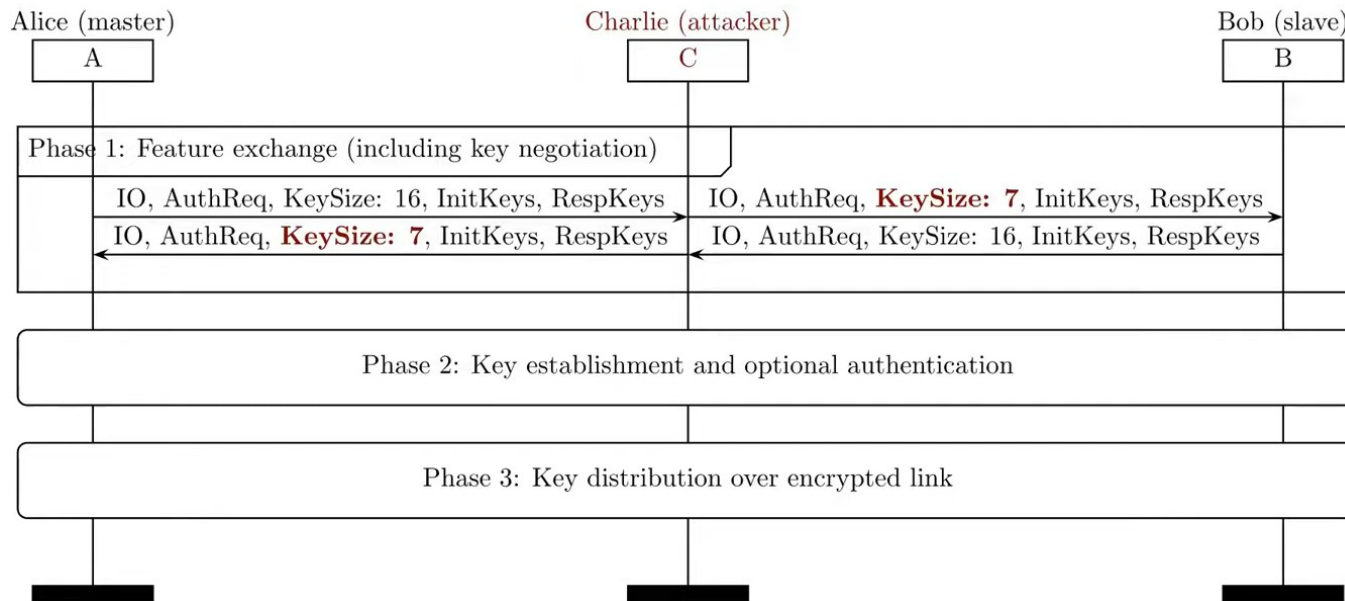 Alice (master) Charlie (attacker) Bob (slave)
A C B
Phase 1: Feature exchange (including key negotiation)
IO, AuthReq, KeySize: 16, InitKeys, RespKeys IO, AuthReq, KeySize: 7, InitKeys, RespKeys
IO, AuthReq, KeySize: 7, InitKeys, RespKeys IO, AuthReq, KeySize: 16, InitKeys, RespKeys
Phase 2: Key establishment and optional authentication
Phase 3: Key distribution over encrypted link